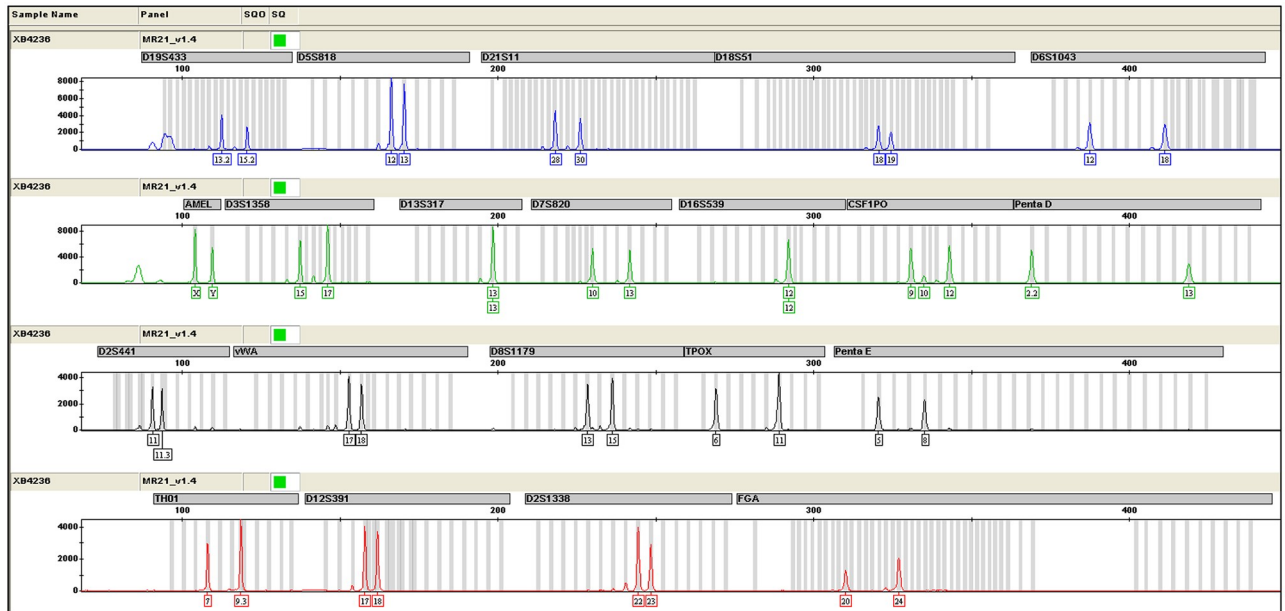 Sample Name Panel SQO SQ
XB4236 MR21_v1.4
D19S433 D5S818 D21S11 D18S51 D6S1043
100 200 300 400
8000
6000
4000
2000
0
13.2 15.2 12 13 28 30 18 19 12 18
XB4236 MR21_v1.4
AMEL D3S1358 D13S317 D7S820 D16S539 CSF1PO Penta D
100 200 300 400
8000
4000
0
X Y 15 17 13 10 13 12 9 10 12 2.2 13
13 12
XB4236 MR21_v1.4
D2S441 vWA D8S1179 TPOX Penta E
100 200 300 400
4000
2000
0
11 17 18 13 15 6 11 5 8
11.3
XB4236 MR21_v1.4
TH01 D12S391 D2S1338 FGA
100 200 300 400
4000
2000
0
7 9.3 17 18 22 23 20 24